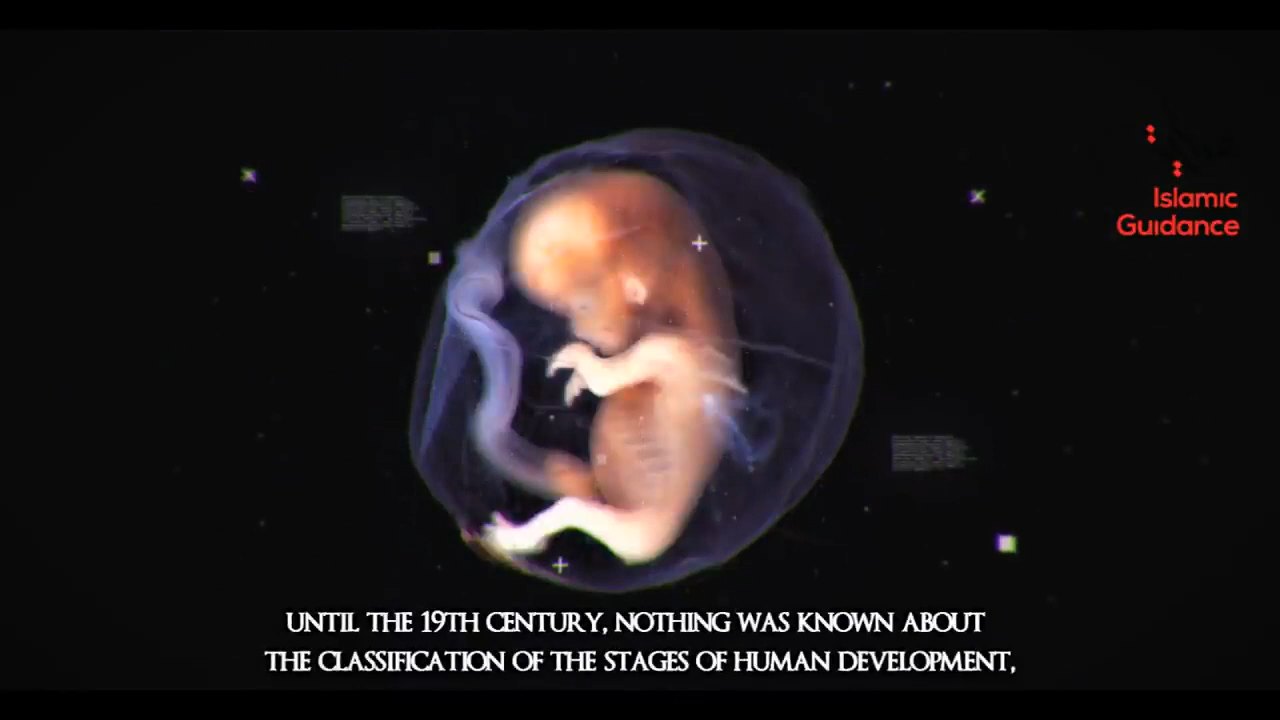 Islamic
Guidance
UNTIL THE 19TH CENTURY, NOTHING WAS KNOWN ABOUT
THE CLASSIFICATION OF THE STAGES OF HUMAN DEVELOPMENT,